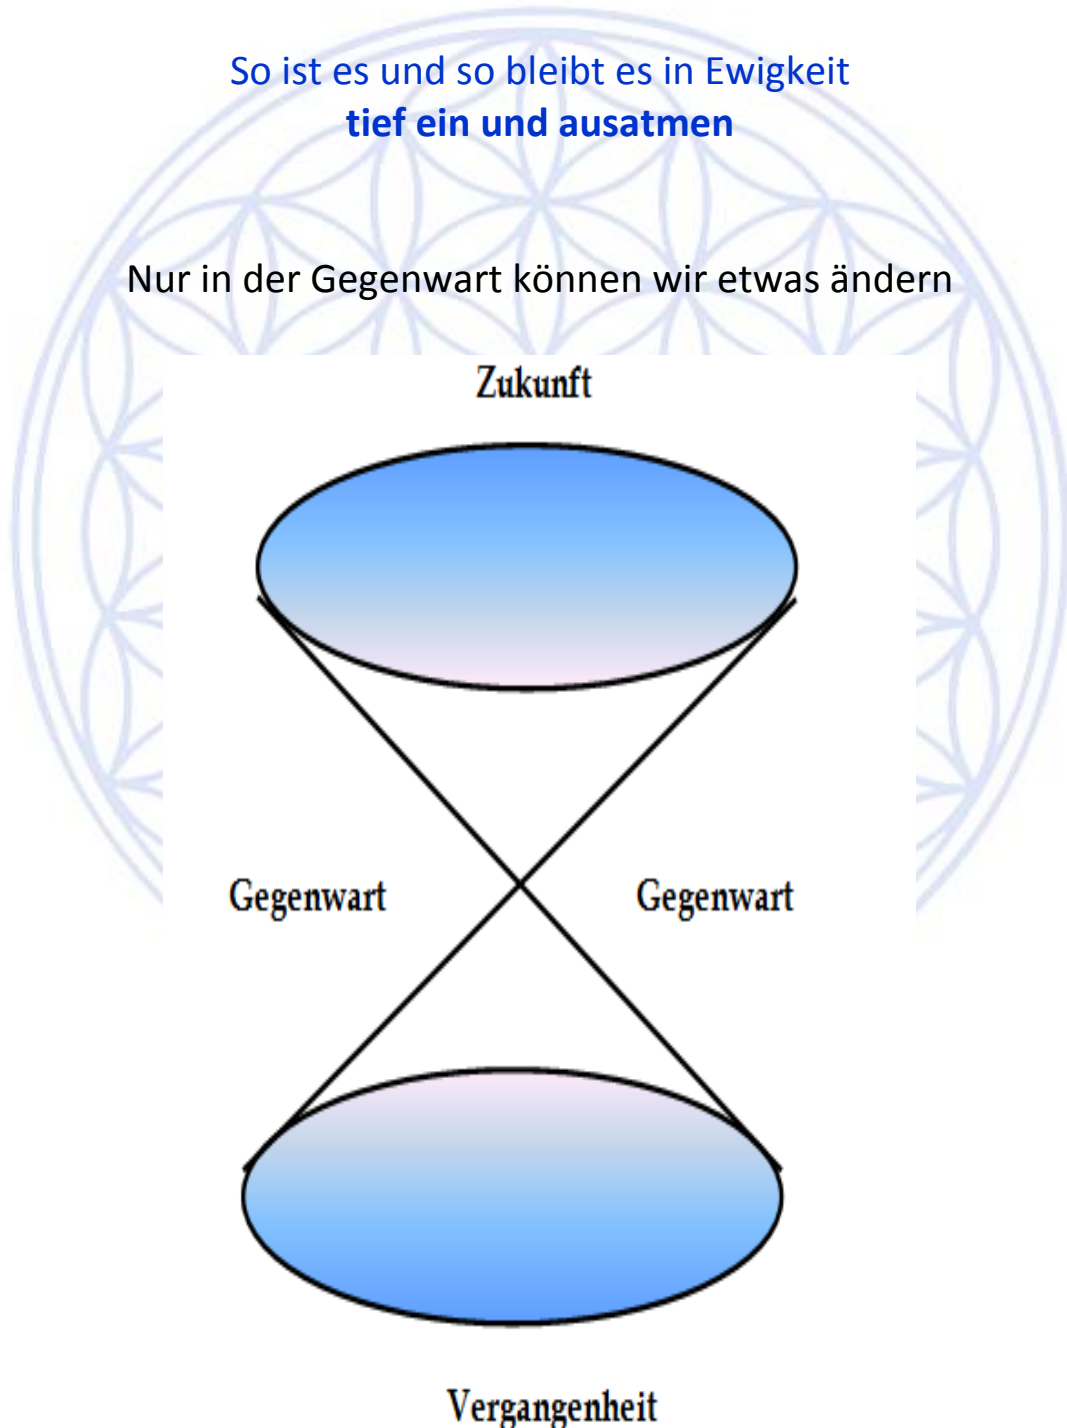 So ist es und so bleibt es in Ewigkeit
tief ein und ausatmen
Nur in der Gegenwart können wir etwas ändern
Zukunft
Gegenwart Gegenwart
Vergangenheit